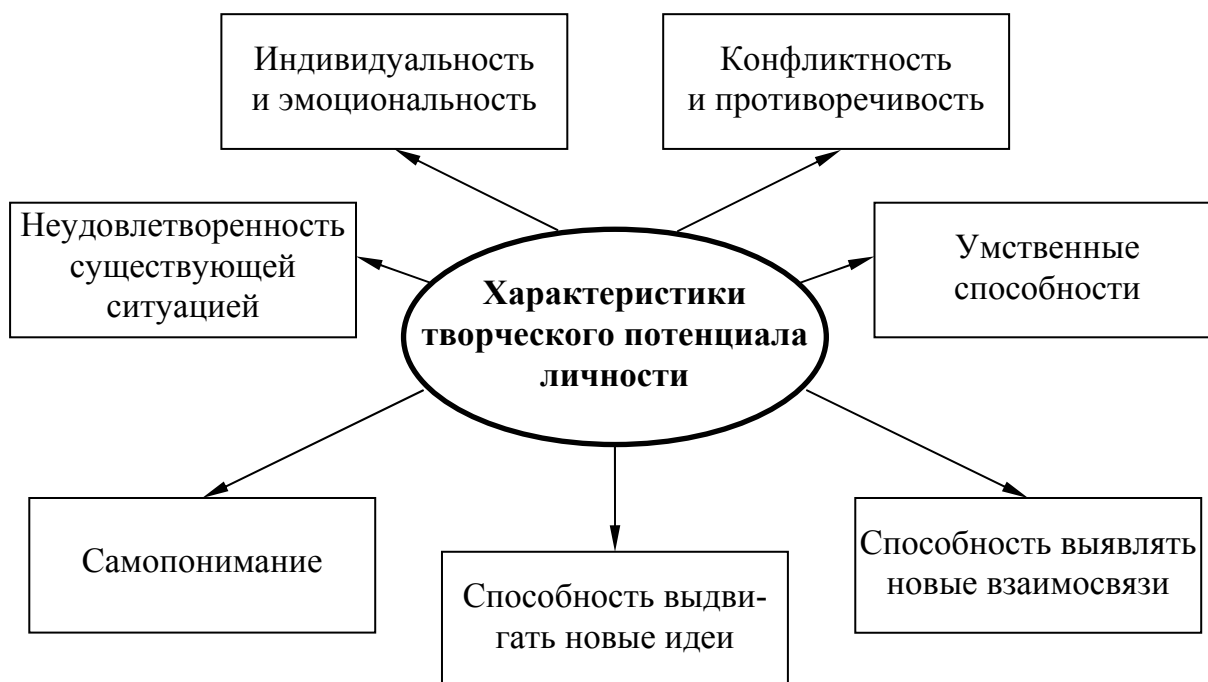 Индивидуальность
и эмоциональность
Конфликтность
и противоречивость
Неудовлетворенность
существующей
ситуацией
Умственные
способности
Характеристики
творческого потенциала
личности
Самопонимание
Способность выдви-
гать новые идеи
Способность выявлять
новые взаимосвязи